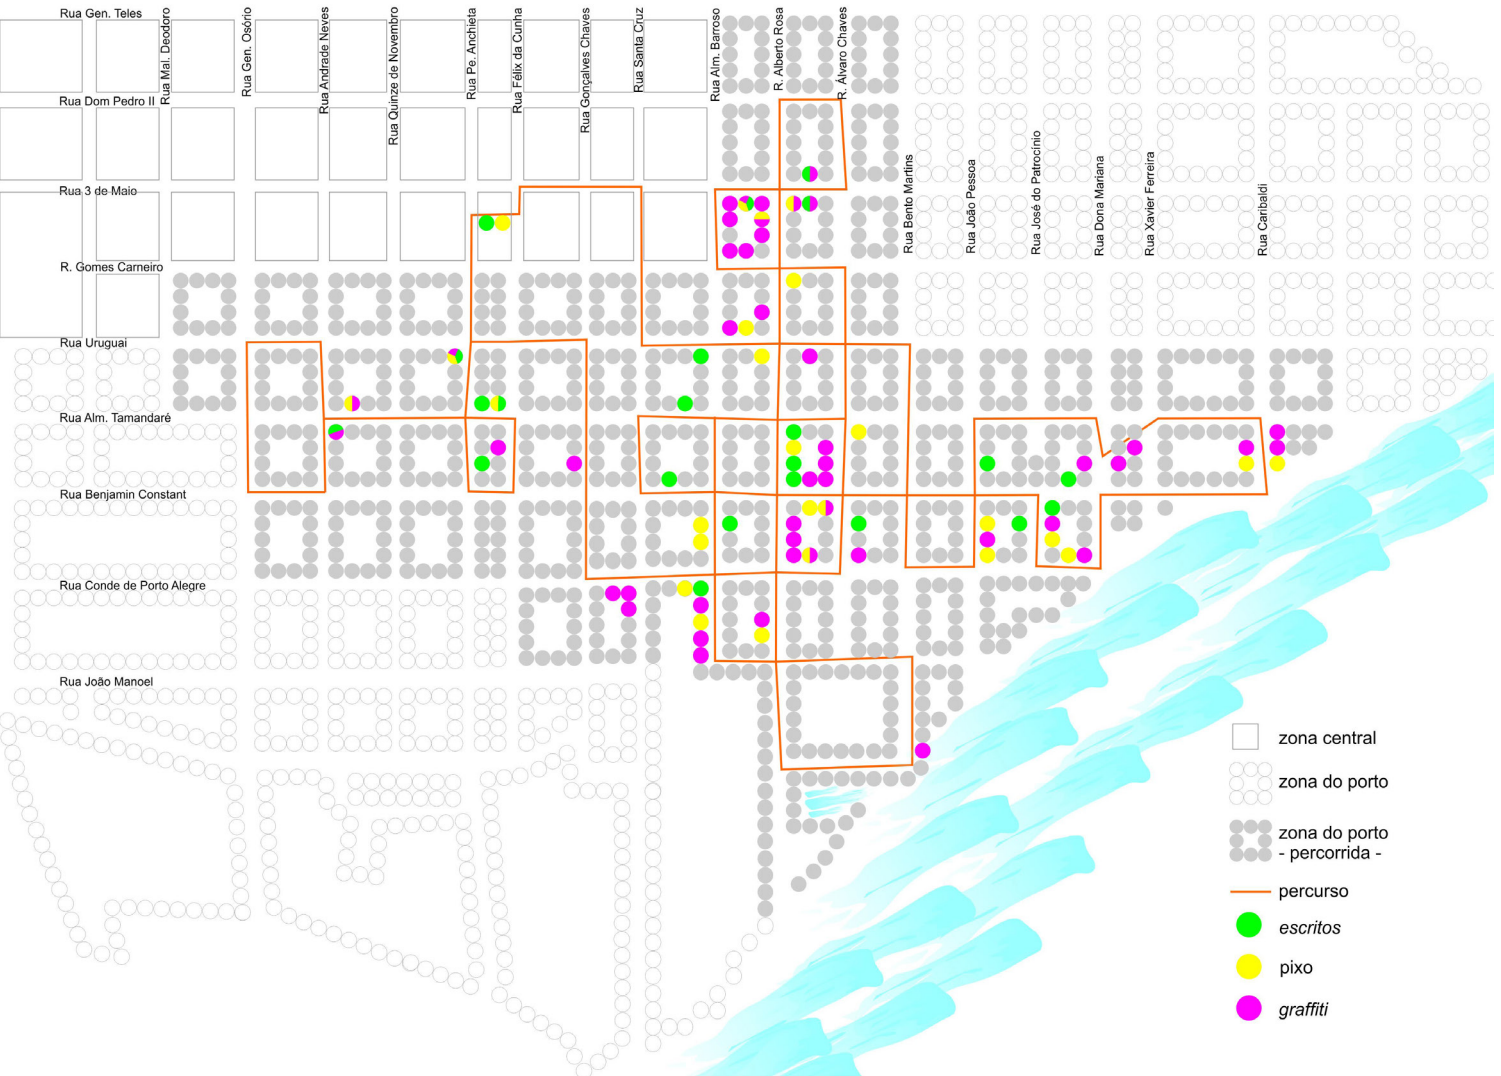 Rua Gen. Teles
Rua Mal. Deodoro
Rua Gen. Osório
Rua Andrade Neves
Rua Quinze de Novembro
Rua Pe. Anchieta
Rua Félix da Cunha
Rua Gonçalves Chaves
Rua Santa Cruz
Rua Alm. Barroso
R. Alberto Rosa
R. Álvaro Chaves
Rua Dom Pedro II
Rua Bento Martins
Rua João Pessoa
Rua José do Patrocínio
Rua Dona Mariana
Rua Xavier Ferreira
Rua Caribaldi
Rua 3 de Maio
R. Gomes Carneiro
Rua Uruguai
Rua Alm. Tamandaré
Rua Benjamin Constant
Rua Conde de Porto Alegre
Rua João Manoel
zona central
zona do porto
zona do porto
- percorrida -
percurso
escritos
pixo
graffiti